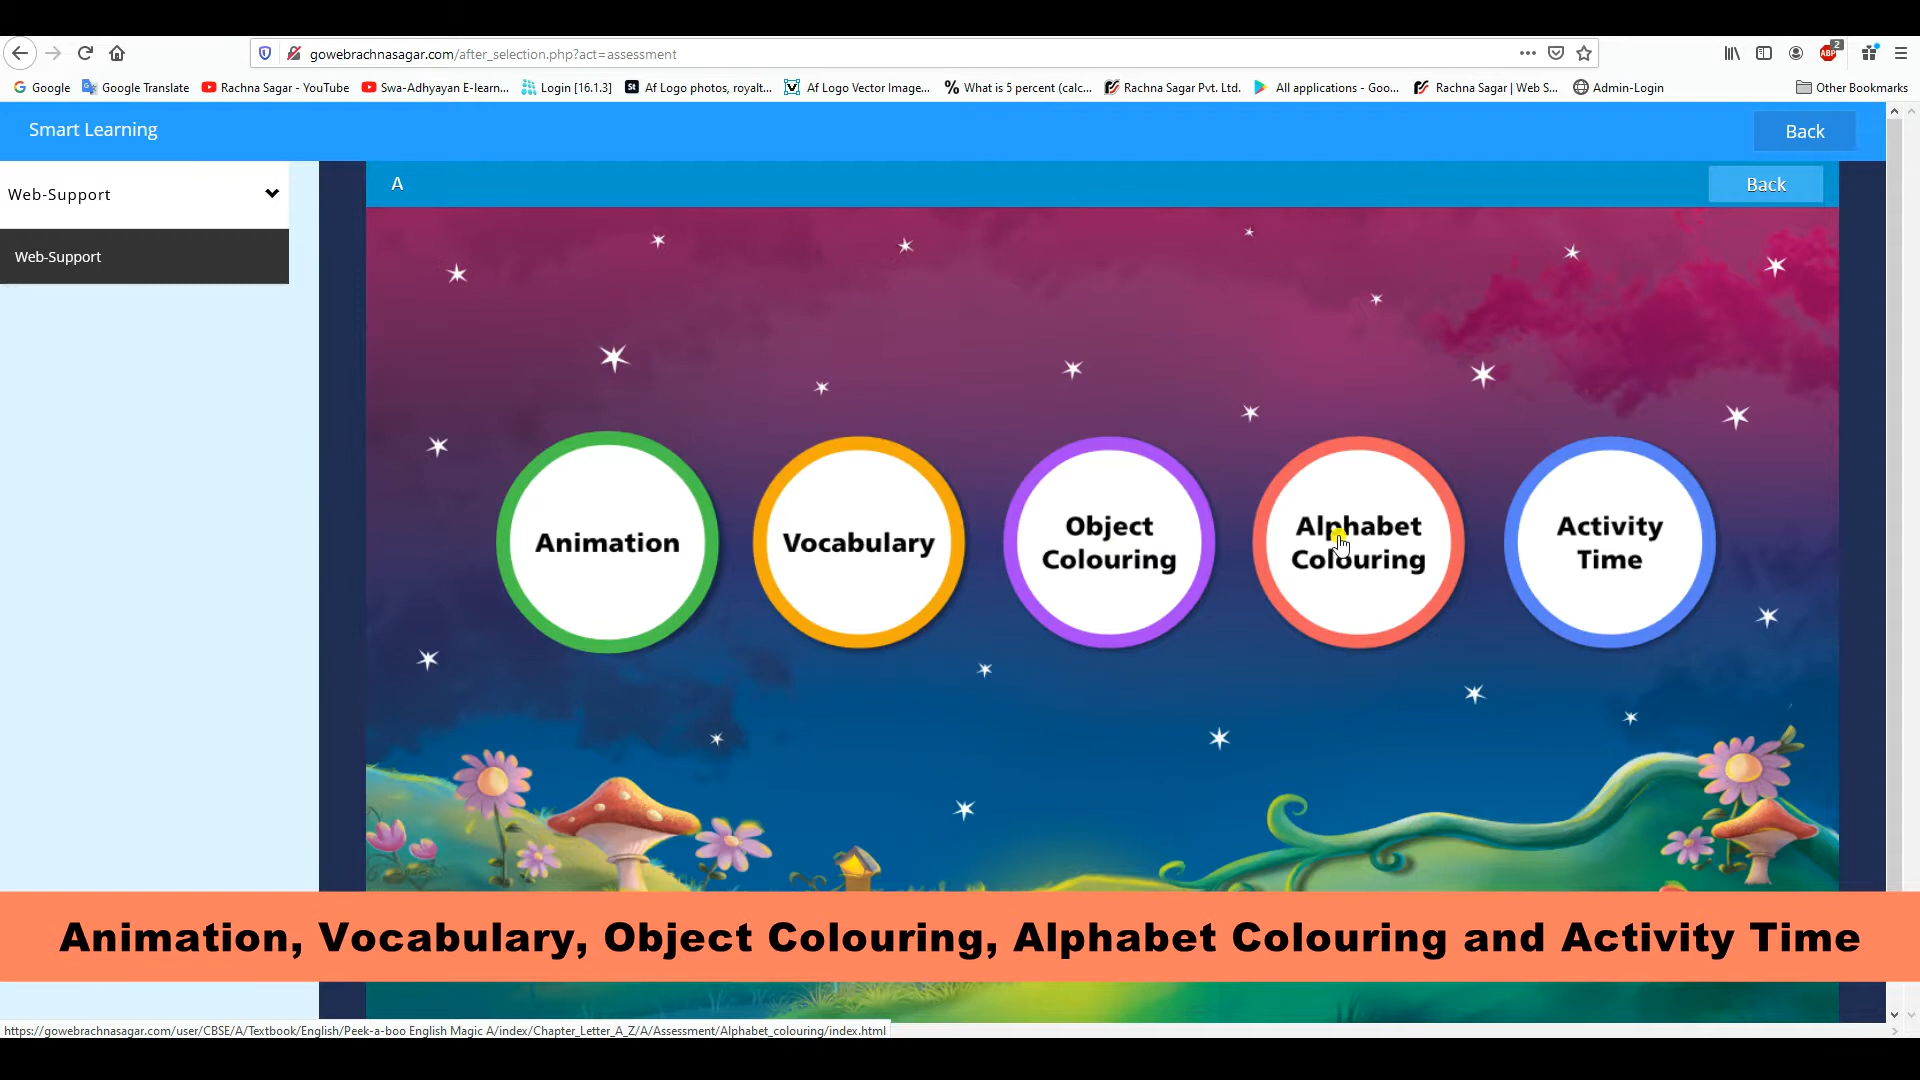 gowebrachnasagar.com/after_selection.php?act=assessment
ABP
2
Google
Google Translate
Rachna Sagar - YouTube
Swa-Adhyayan E-learn...
Login [16.1.3]
St
Af Logo photos, royalt...
Af Logo Vector Image...
What is 5 percent (calc...
Rachna Sagar Pvt. Ltd.
All applications - Goo...
Rachna Sagar | Web S...
Admin-Login
Other Bookmarks
Smart Learning
Back
Web-Support
A
Back
Web-Support
Animation
Vocabulary
Object
Colouring
Alphabet
Colouring
Activity
Time
Animation, Vocabulary, Object Colouring, Alphabet Colouring and Activity Time
https://gowebrachnasagar.com/user/CBSE/A/Textbook/English/Peek-a-boo English Magic A/index/Chapter_Letter_A_Z/A/Assessment/Alphabet_colouring/index.html